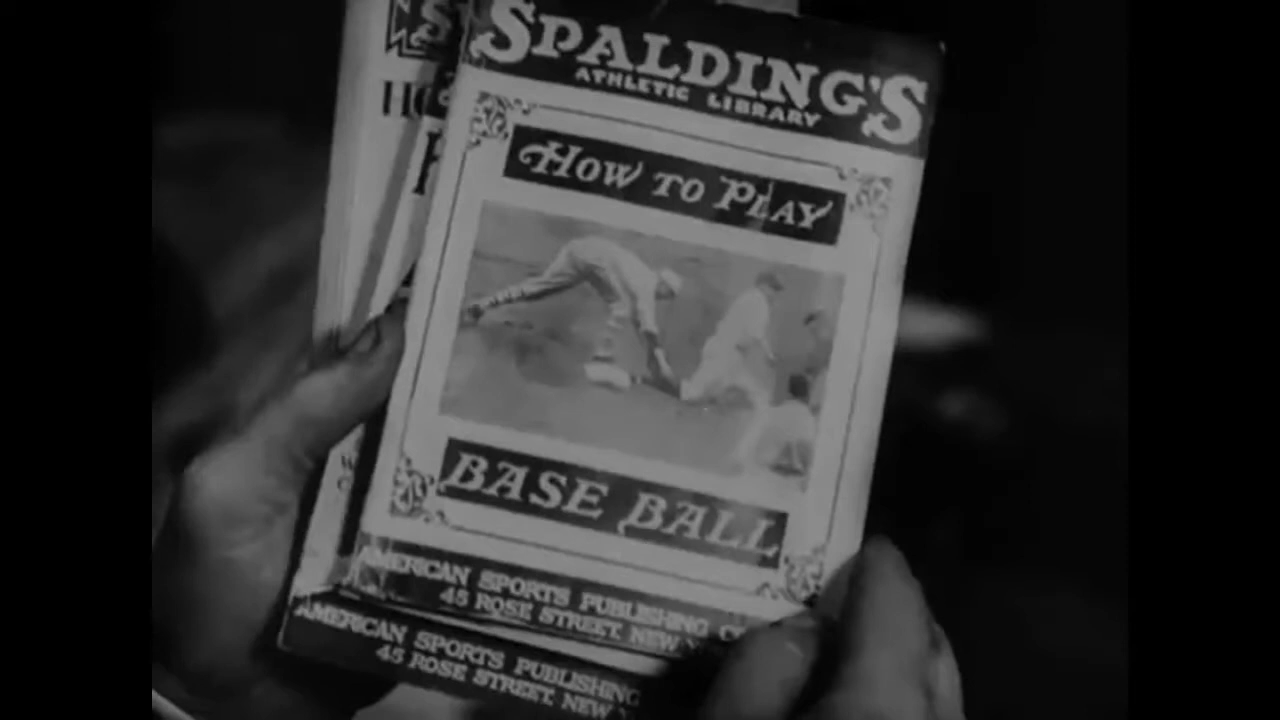 SPALDING'S
ATHLETIC LIBRARY
HOW TO PLAY
BASE BALL
AMERICAN SPORTS PUBLISHING
45 ROSE STREET, NEW
AMERICAN SPORTS PUBLISHING
45 ROSE STREET, NEW